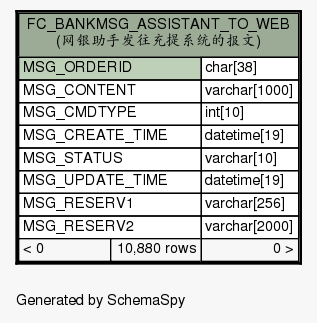 FC_BANKMSG_ASSISTANT_TO_WEB
(网银助手发往充提系统的报文)
MSG_ORDERID char[38]
MSG_CONTENT varchar[1000]
MSG_CMDTYPE int[10]
MSG_CREATE_TIME datetime[19]
MSG_STATUS varchar[10]
MSG_UPDATE_TIME datetime[19]
MSG_RESERV1 varchar[256]
MSG_RESERV2 varchar[2000]
< 0 10,880 rows 0 >
Generated by SchemaSpy